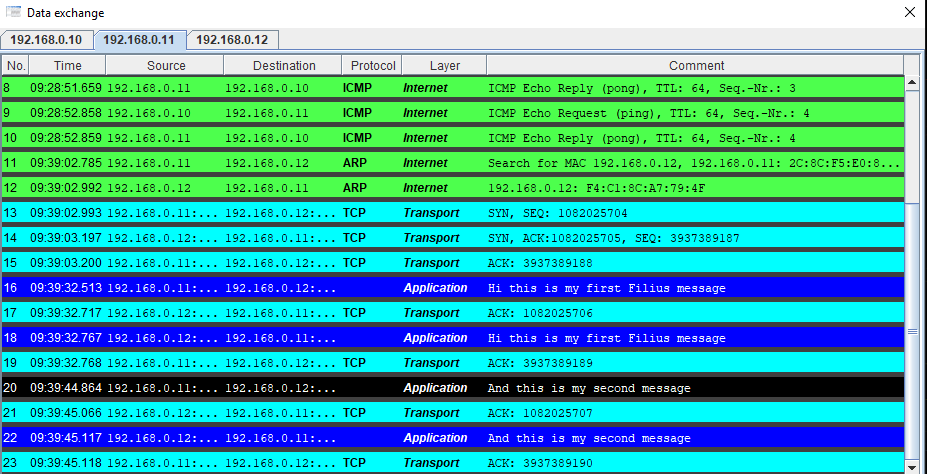 Data exchange
192.168.0.10 192.168.0.11 192.168.0.12
No. Time Source Destination Protocol Layer Comment
8 09:28:51.659 192.168.0.11 192.168.0.10 ICMP Internet ICMP Echo Reply (pong), TTL: 64, Seq.-Nr.: 3
9 09:28:52.858 192.168.0.10 192.168.0.11 ICMP Internet ICMP Echo Request (ping), TTL: 64, Seq.-Nr.: 4
10 09:28:52.859 192.168.0.11 192.168.0.10 ICMP Internet ICMP Echo Reply (pong), TTL: 64, Seq.-Nr.: 4
11 09:39:02.785 192.168.0.11 192.168.0.12 ARP Internet Search for MAC 192.168.0.12, 192.168.0.11: 2C:8C:F5:E0:8...
12 09:39:02.992 192.168.0.12 192.168.0.11 ARP Internet 192.168.0.12: F4:C1:8C:A7:79:4F
13 09:39:02.993 192.168.0.11:... 192.168.0.12:... TCP Transport SYN, SEQ: 1082025704
14 09:39:03.197 192.168.0.12:... 192.168.0.11:... TCP Transport SYN, ACK:1082025705, SEQ: 3937389187
15 09:39:03.200 192.168.0.11:... 192.168.0.12:... TCP Transport ACK: 3937389188
16 09:39:32.513 192.168.0.11:... 192.168.0.12:... Application Hi this is my first Filius message
17 09:39:32.717 192.168.0.12:... 192.168.0.11:... TCP Transport ACK: 1082025706
18 09:39:32.767 192.168.0.12:... 192.168.0.11:... Application Hi this is my first Filius message
19 09:39:32.768 192.168.0.11:... 192.168.0.12:... TCP Transport ACK: 3937389189
20 09:39:44.864 192.168.0.11:... 192.168.0.12:... Application And this is my second message
21 09:39:45.066 192.168.0.12:... 192.168.0.11:... TCP Transport ACK: 1082025707
22 09:39:45.117 192.168.0.12:... 192.168.0.11:... Application And this is my second message
23 09:39:45.118 192.168.0.11:... 192.168.0.12:... TCP Transport ACK: 3937389190